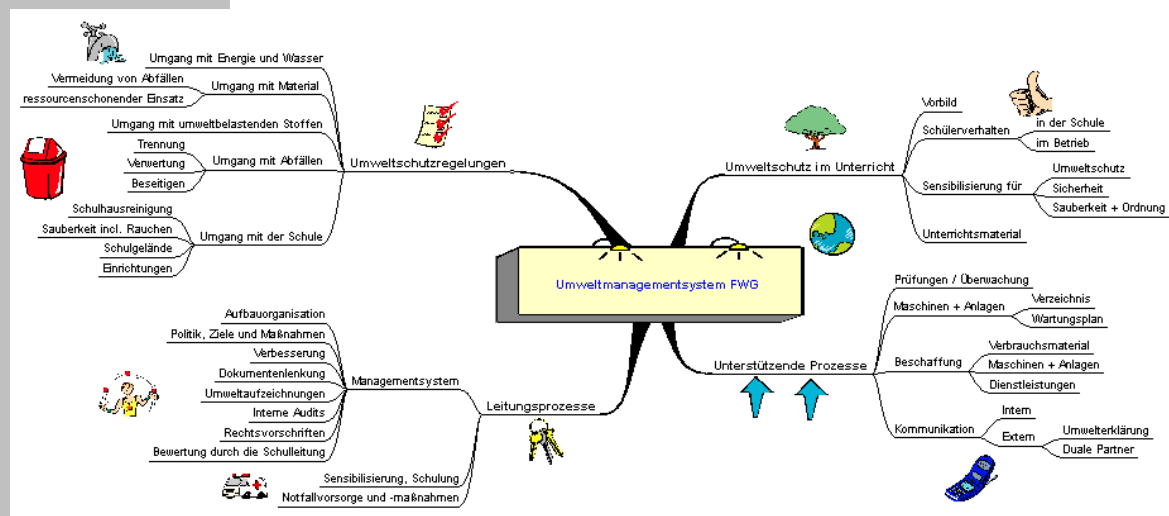 Umweltmanagementsystem FWG
Umweltschutzregelungen
Umgang mit Energie und Wasser
Umgang mit Material
Vermeidung von Abfällen
ressourcenschonender Einsatz
Umgang mit umweltbelastenden Stoffen
Umgang mit Abfällen
Trennung
Verwertung
Beseitigen
Umgang mit der Schule
Schulhausreinigung
Sauberkeit incl. Rauchen
Schulgelände
Einrichtungen
Umweltschutz im Unterricht
Vorbild
Schülerverhalten
in der Schule
im Betrieb
Sensibilisierung für
Umweltschutz
Sicherheit
Sauberkeit + Ordnung
Unterrichtsmaterial
Leitungsprozesse
Managementsystem
Aufbauorganisation
Politik, Ziele und Maßnahmen
Verbesserung
Dokumentenlenkung
Umweltaufzeichnungen
Interne Audits
Rechtsvorschriften
Bewertung durch die Schulleitung
Sensibilisierung, Schulung
Notfallvorsorge und -maßnahmen
Unterstützende Prozesse
Prüfungen / Überwachung
Maschinen + Anlagen
Verzeichnis
Wartungsplan
Beschaffung
Verbrauchsmaterial
Maschinen + Anlagen
Dienstleistungen
Kommunikation
Intern
Extern
Umwelterklärung
Duale Partner